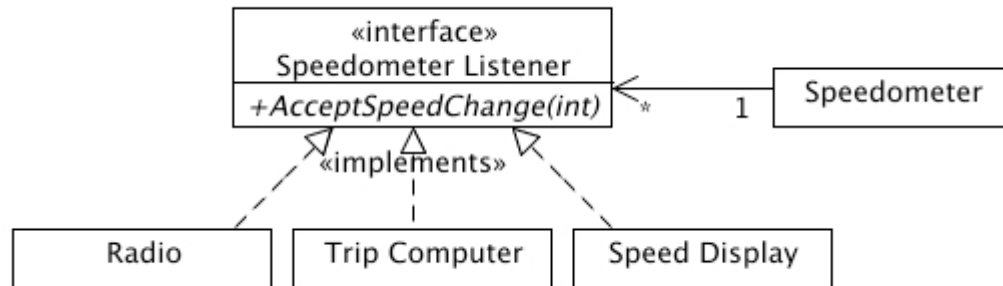 «interface»
Speedometer Listener
+AcceptSpeedChange(int)
*
1
Speedometer
«implements»
Radio
Trip Computer
Speed Display